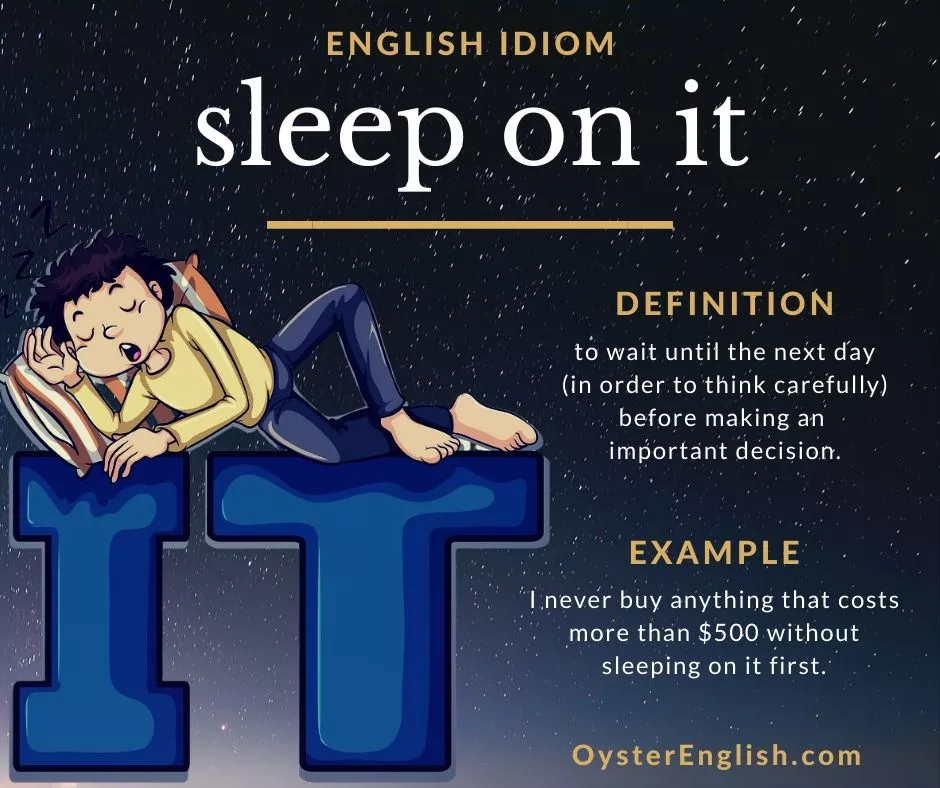 ENGLISH IDIOM
sleep on it
z
z
z
DEFINITION
to wait until the next day
(in order to think carefully)
before making an
important decision.
IT
EXAMPLE
I never buy anything that costs
more than $500 without
sleeping on it first.
OysterEnglish.com